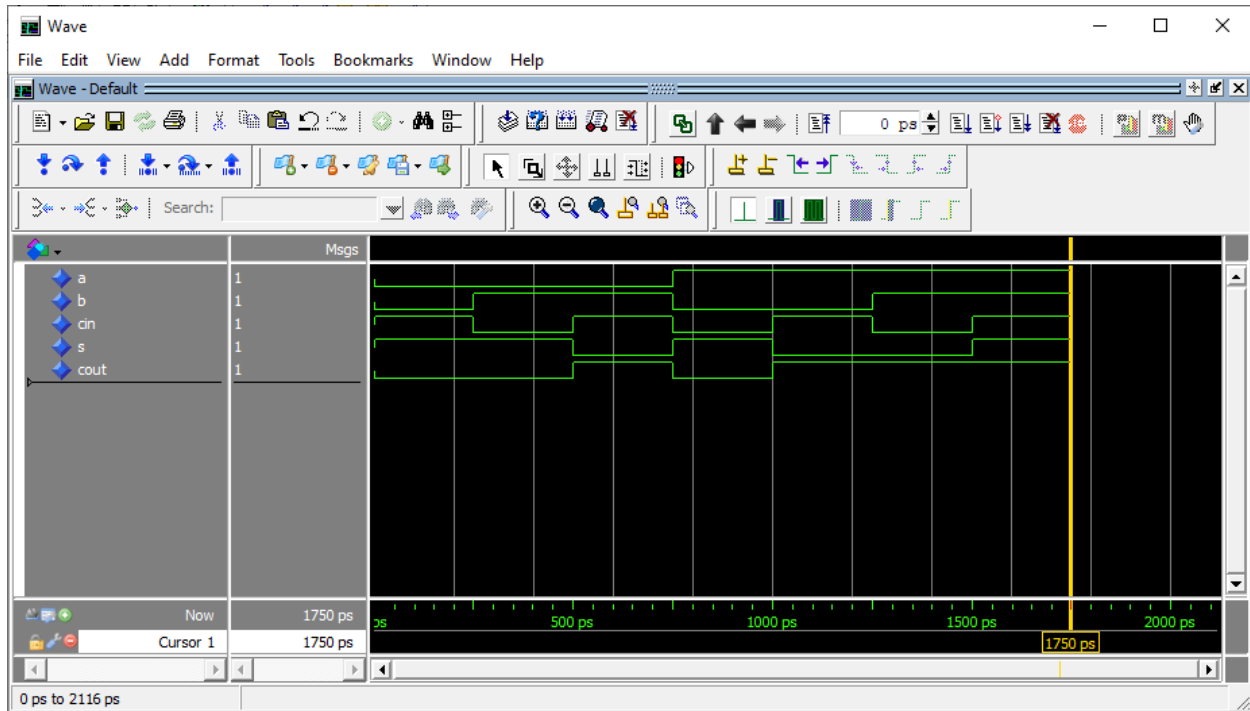 Wave
File Edit View Add Format Tools Bookmarks Window Help
Wave - Default
0 ps
Search:
Msgs
a 1
b 1
cin 1
s 1
cout 1
Now 1750 ps
ps 500 ps 1000 ps 1500 ps 2000 ps
Cursor 1 1750 ps 1750 ps
0 ps to 2116 ps